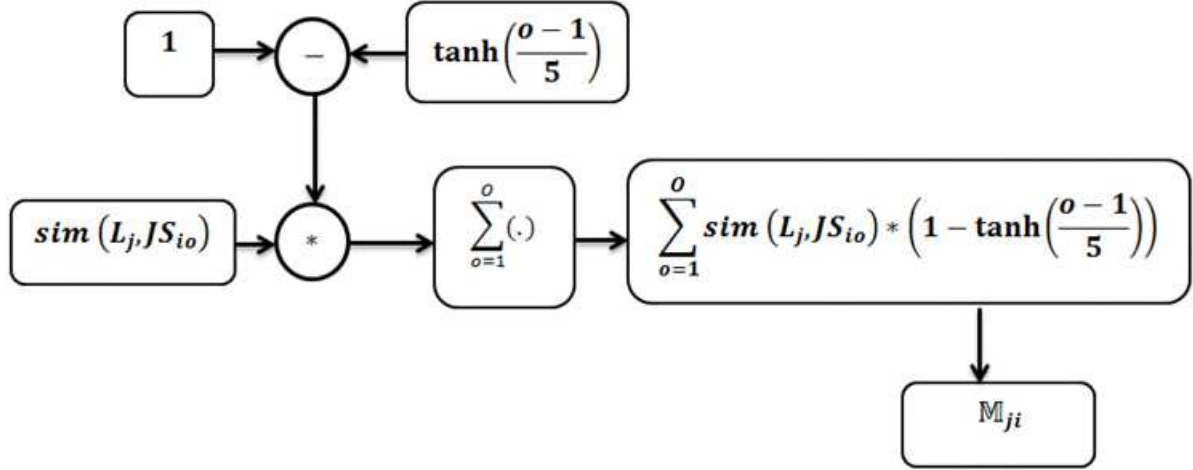 1
−
tanh((o − 1)/5)
sim (L_j, JS_io)
*
∑_{o=1}^{O} (.)
∑_{o=1}^{O} sim (L_j, JS_io) * (1 − tanh((o − 1)/5))
𝕄_ji